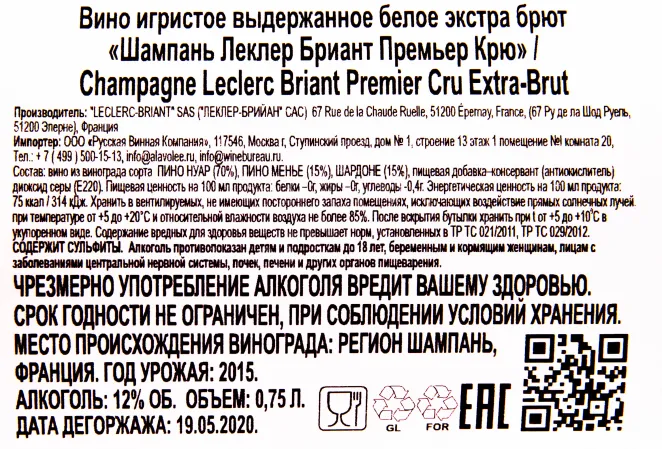 Вино игристое выдержанное белое экстра брют
«Шампань Леклер Бриант Премьер Крю» /
Champagne Leclerc Briant Premier Cru Extra-Brut
Производитель: "LECLERC-BRIANT" SAS ("ЛЕКЛЕР-БРИЙАН" САС) 67 Rue de la Chaude Ruelle, 51200 Épernay, France, (67 Ру де ла Шод Руель,
51200 Эперне), Франция
Импортер: ООО «Русская Винная Компания», 117546, Москва г, Ступинский проезд, дом № 1, строение 13 этаж 1 помещение №I комната 20,
Тел.: + 7 ( 499 ) 500-15-13, info@alavolee.ru, info@winebureau.ru.
Состав: вино из винограда сорта ПИНО НУАР (70%), ПИНО МЕНЬЕ (15%), ШАРДОНЕ (15%), пищевая добавка–консервант (антиокислитель)
диоксид серы (Е220). Пищевая ценность на 100 мл продукта: белки –0г, жиры –0г, углеводы -0,4г. Энергетическая ценность на 100 мл продукта:
75 ккал / 314 кДж. Хранить в вентилируемых, не имеющих постороннего запаха помещениях, исключающих воздействие прямых солнечных лучей
при температуре от +5 до +20°С и относительной влажности воздуха не более 85%. После вскрытия бутылки хранить при t от +5 до +10°С в
укупоренном виде. Содержание вредных для здоровья веществ не превышает норм, установленных в ТР ТС 021/2011, ТР ТС 029/2012.
СОДЕРЖИТ СУЛЬФИТЫ. Алкоголь противопоказан детям и подросткам до 18 лет, беременным и кормящим женщинам, лицам с
заболеваниями центральной нервной системы, почек, печени и других органов пищеварения.
ЧРЕЗМЕРНО УПОТРЕБЛЕНИЕ АЛКОГОЛЯ ВРЕДИТ ВАШЕМУ ЗДОРОВЬЮ.
СРОК ГОДНОСТИ НЕ ОГРАНИЧЕН, ПРИ СОБЛЮДЕНИИ УСЛОВИЙ ХРАНЕНИЯ.
МЕСТО ПРОИСХОЖДЕНИЯ ВИНОГРАДА: РЕГИОН ШАМПАНЬ,
ФРАНЦИЯ. ГОД УРОЖАЯ: 2015.
АЛКОГОЛЬ: 12% ОБ. ОБЪЕМ: 0,75 Л.
ДАТА ДЕГОРЖАЖА: 19.05.2020.
GL FOR EAC